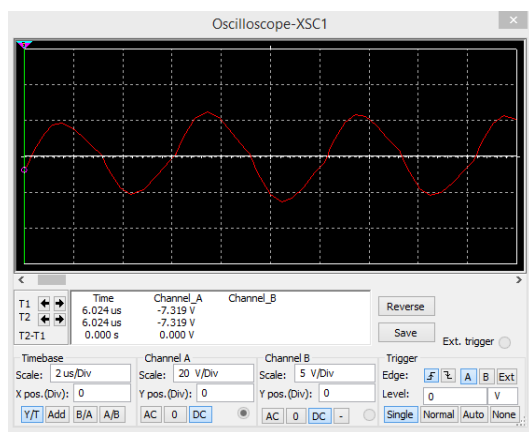 Oscilloscope-XSC1
Time Channel_A Channel_B
T1 6.024 us -7.319 V
T2 6.024 us -7.319 V
T2-T1 0.000 s 0.000 V
Reverse
Save
Ext. trigger
Timebase
Scale: 2 us/Div
X pos.(Div): 0
Y/T Add B/A A/B
Channel A
Scale: 20 V/Div
Y pos.(Div): 0
AC 0 DC
Channel B
Scale: 5 V/Div
Y pos.(Div): 0
AC 0 DC -
Trigger
Edge: A B Ext
Level: 0 V
Single Normal Auto None